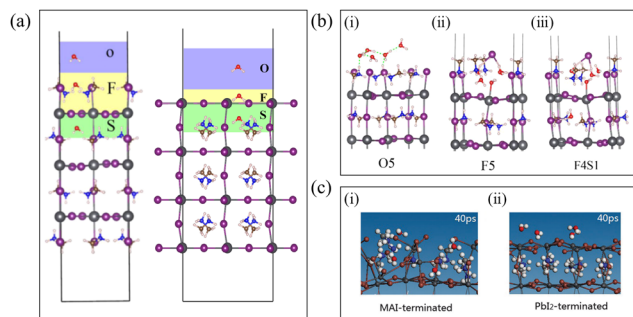 (a)
O
F
S
O
F
S
(b)
(i)
(ii)
(iii)
O5
F5
F4S1
(c)
(i)
40ps
MAI-terminated
(ii)
40ps
PbI2-terminated